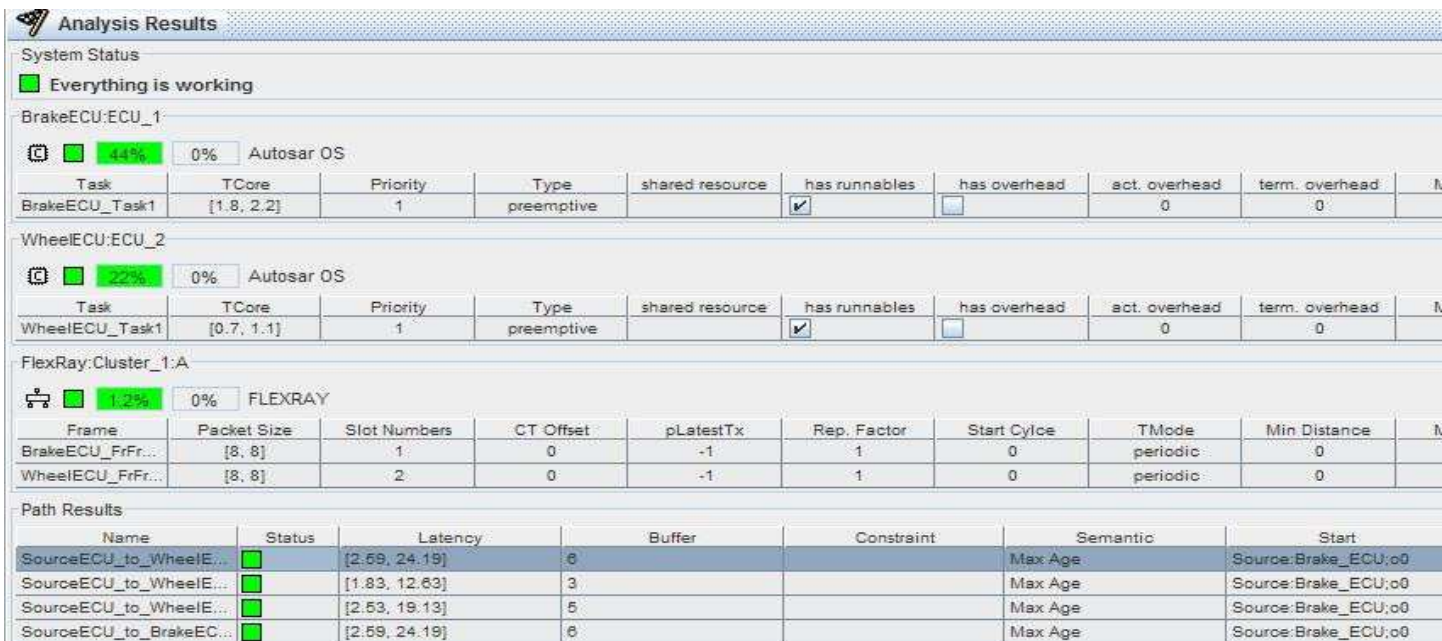 Analysis Results
System Status
Everything is working
BrakeECU:ECU_1
44% 0% Autosar OS
Task TCore Priority Type shared resource has runnables has overhead act. overhead term. overhead M
BrakeECU_Task1 [1.8, 2.2] 1 preemptive 0 0
WheelECU:ECU_2
22% 0% Autosar OS
Task TCore Priority Type shared resource has runnables has overhead act. overhead term. overhead M
WheelECU_Task1 [0.7, 1.1] 1 preemptive 0 0
FlexRay:Cluster_1:A
1.2% 0% FLEXRAY
Frame Packet Size Slot Numbers CT Offset pLatestTx Rep. Factor Start Cylce TMode Min Distance M
BrakeECU_FrFr... [8, 8] 1 0 -1 1 0 periodic 0
WheelECU_FrFr... [8, 8] 2 0 -1 1 0 periodic 0
Path Results
Name Status Latency Buffer Constraint Semantic Start
SourceECU_to_WheelE... [2.59, 24.19] 6 Max Age Source:Brake_ECU;o0
SourceECU_to_WheelE... [1.83, 12.63] 3 Max Age Source:Brake_ECU;o0
SourceECU_to_WheelE... [2.53, 19.13] 5 Max Age Source:Brake_ECU;o0
SourceECU_to_BrakeEC... [2.59, 24.19] 6 Max Age Source:Brake_ECU;o0